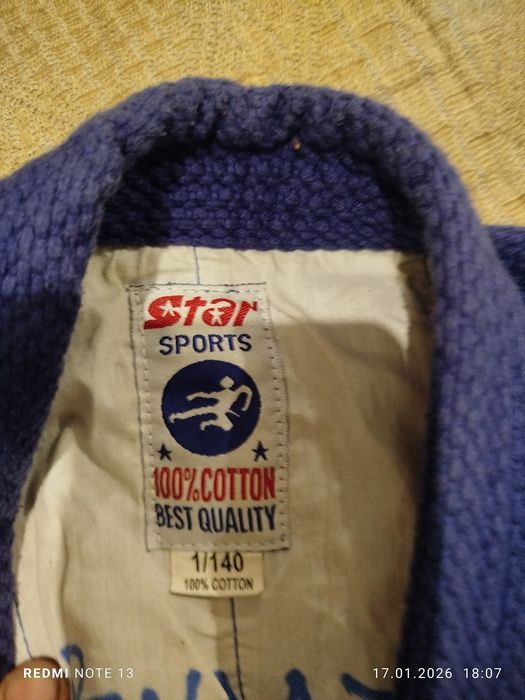 Star
SPORTS
100% COTTON
BEST QUALITY
1/140
100% COTTON
REDMI NOTE 13
17.01.2026 18:07